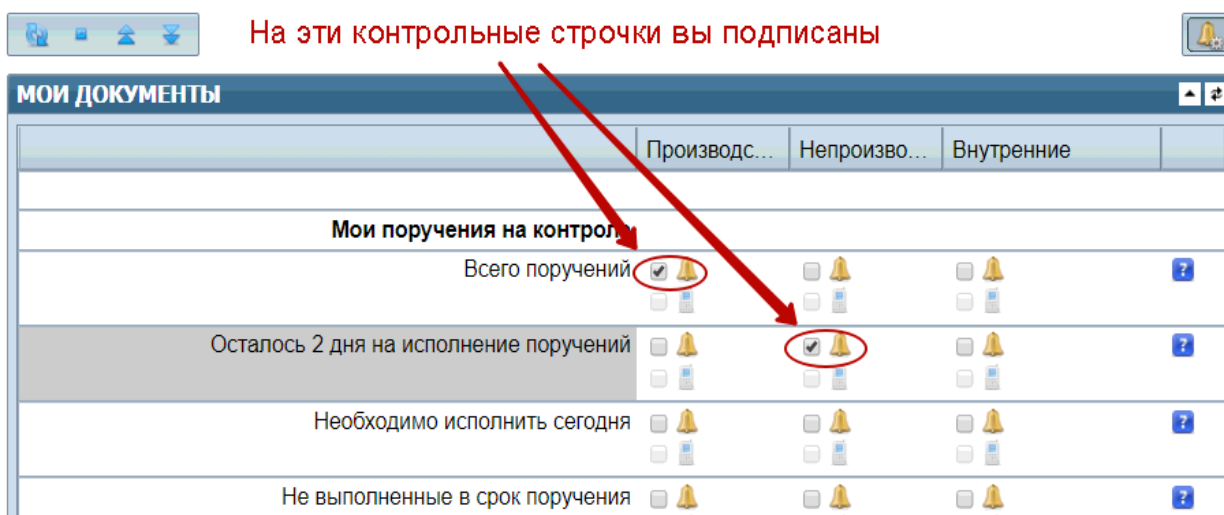 На эти контрольные строчки вы подписаны
МОИ ДОКУМЕНТЫ
Производс... Непроизво... Внутренние
Мои поручения на контроле
Всего поручений
?
Осталось 2 дня на исполнение поручений
?
Необходимо исполнить сегодня
?
Не выполненные в срок поручения
?